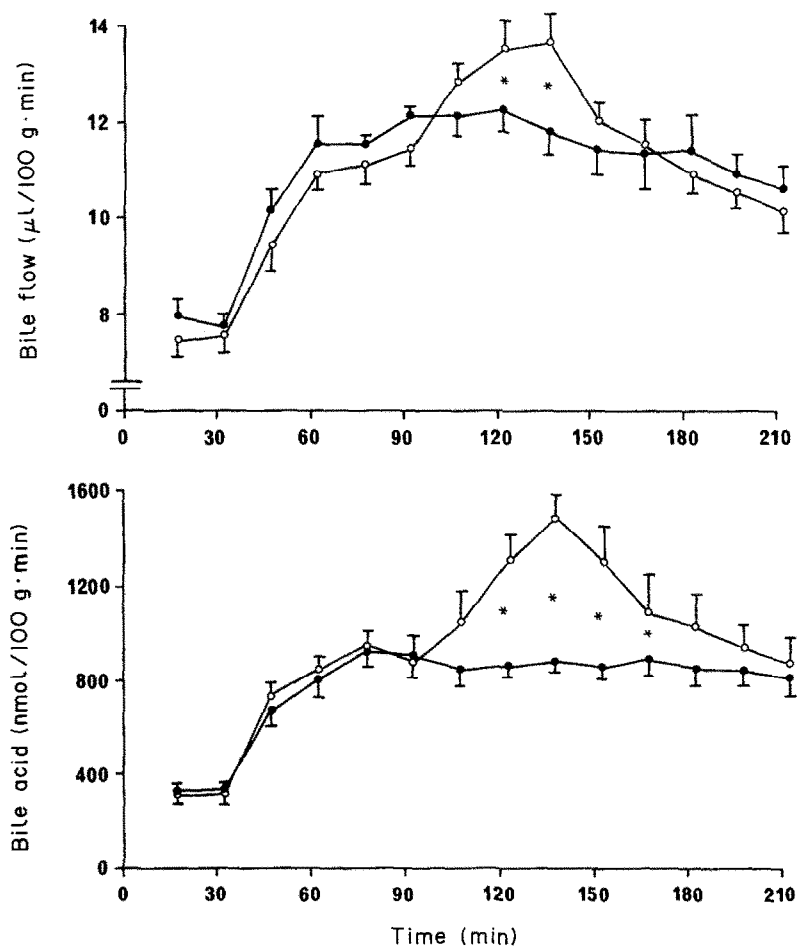 Bile flow (μl/100 g·min)
14
12
10
8
0
0 30 60 90 120 150 180 210
* *
Bile acid (nmol/100 g·min)
1600
1200
800
400
0
* * * *
0 30 60 90 120 150 180 210
Time (min)